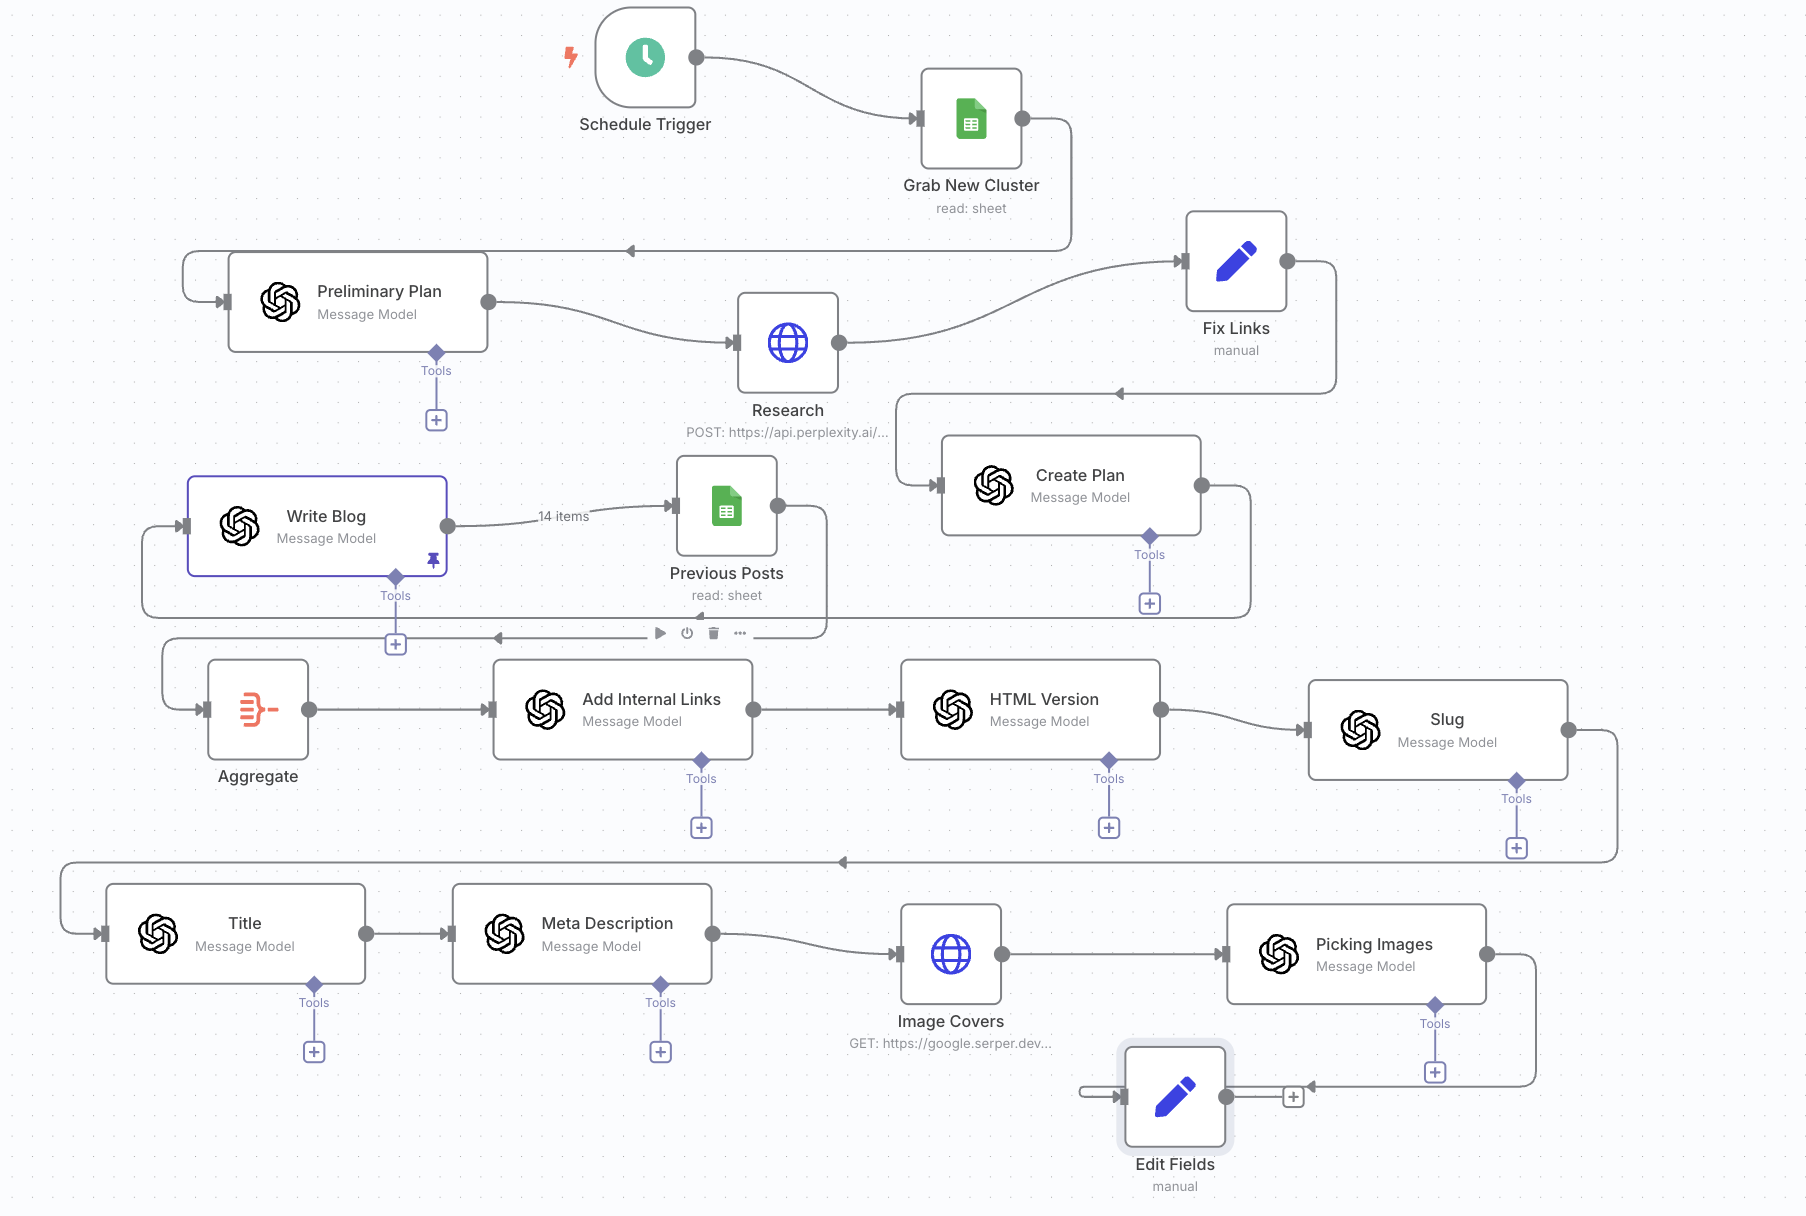 Schedule Trigger
Grab New Cluster
read: sheet
Preliminary Plan
Message Model
Tools
Research
POST: https://api.perplexity.ai/...
Fix Links
manual
Create Plan
Message Model
Tools
Write Blog
Message Model
Tools
14 items
Previous Posts
read: sheet
Aggregate
Add Internal Links
Message Model
Tools
HTML Version
Message Model
Tools
Slug
Message Model
Tools
Title
Message Model
Tools
Meta Description
Message Model
Tools
Image Covers
GET: https://google.serper.dev...
Picking Images
Message Model
Tools
Edit Fields
manual